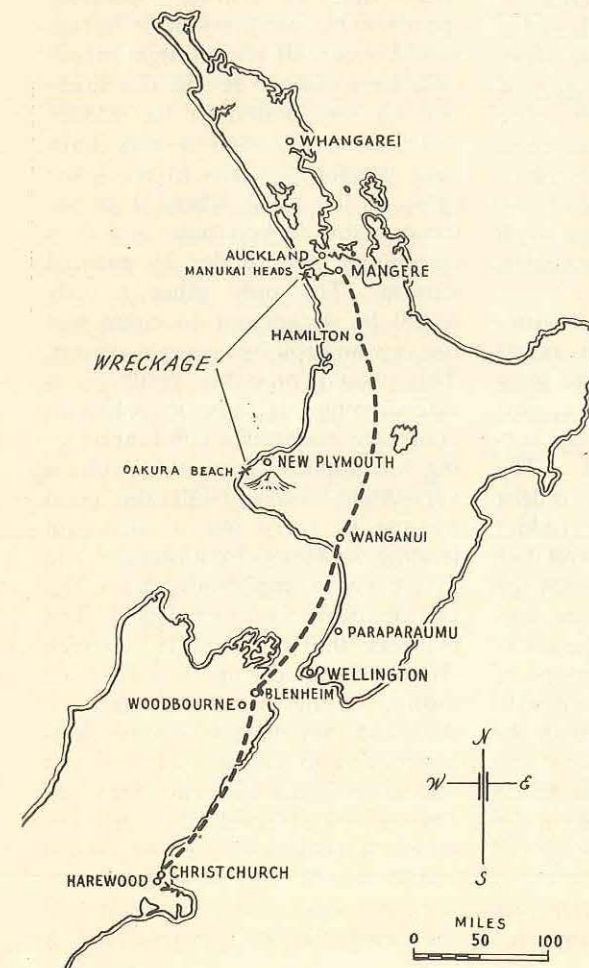 WHANGAREI
AUCKLAND
MANUKAI HEADS
MANGERE
HAMILTON
WRECKAGE
NEW PLYMOUTH
OAKURA BEACH
WANGANUI
PARAPARAUMU
WELLINGTON
BLENHEIM
WOODBOURNE
N
W E
S
CHRISTCHURCH
HAREWOOD
MILES
0 50 100